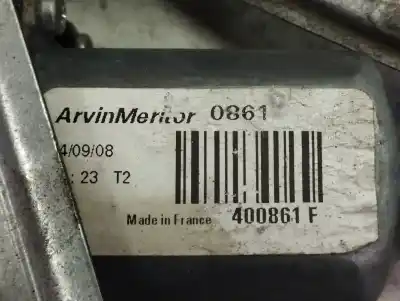 ArvinMeritor 0861
4/09/08
: 23 T2
Made in France 400861 F